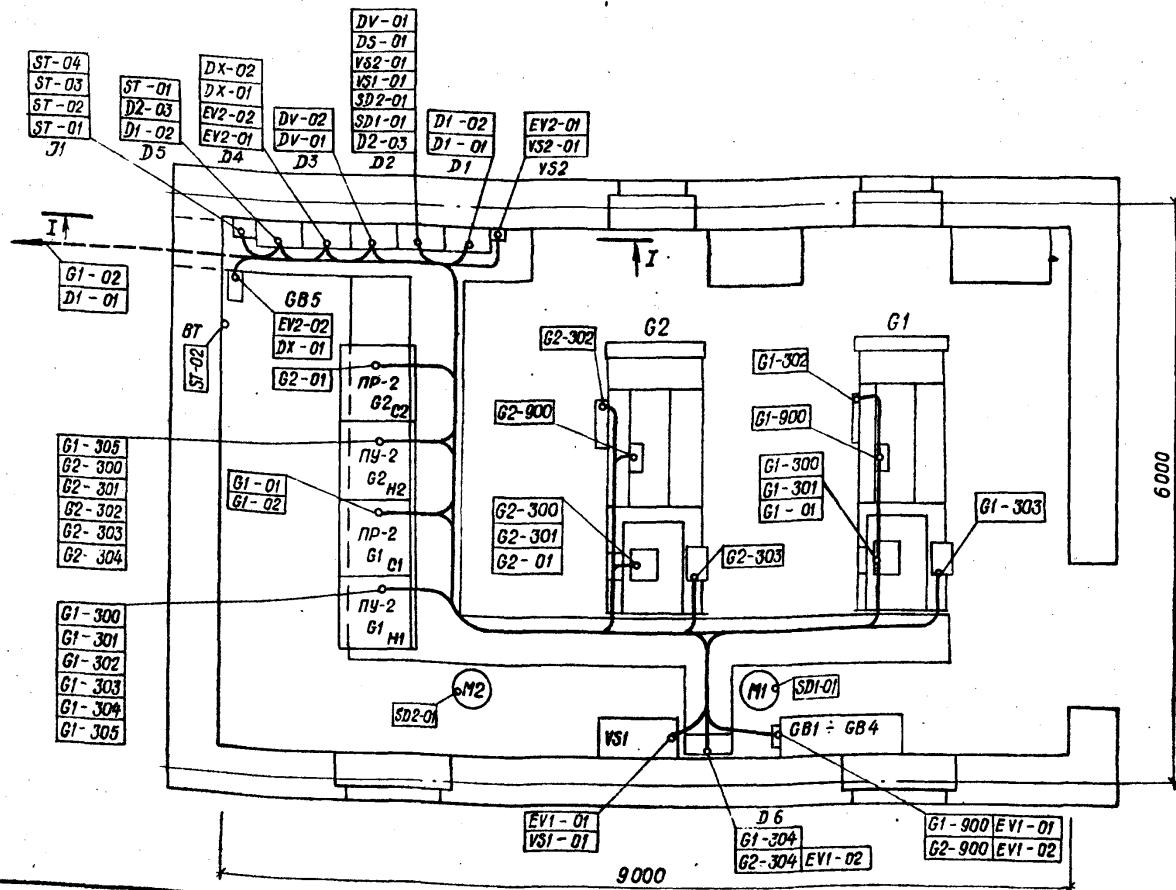 DV-01
DS-01
VS2-01
VS1-01
SD2-01
SD1-01
D2-03
D2
ST-04
ST-03
ST-02
ST-01
J1
ST-01
D2-03
D1-02
D5
DX-02
DX-01
EV2-02
EV2-01
D4
DV-02
DV-01
D3
D1-02
D1-01
D1
EV2-01
VS2-01
VS2
I
I
G1-02
D1-01
GB5
EV2-02
DX-01
BT
ST-02
G2-01
ПР-2
G2 C2
ПУ-2
G2 H2
ПР-2
G1 C1
ПУ-2
G1 H1
G1-305
G2-300
G2-301
G2-302
G2-303
G2-304
G1-01
G1-02
G1-300
G1-301
G1-302
G1-303
G1-304
G1-305
G2
G2-302
G2-900
G2-300
G2-301
G2-01
G2-303
G1
G1-302
G1-900
G1-300
G1-301
G1-01
G1-303
6000
M2
SD2-01
M1
SD1-01
VS1
GB1 ÷ GB4
EV1-01
VS1-01
D6
G1-304
G2-304 EV1-02
G1-900 EV1-01
G2-900 EV1-02
9000